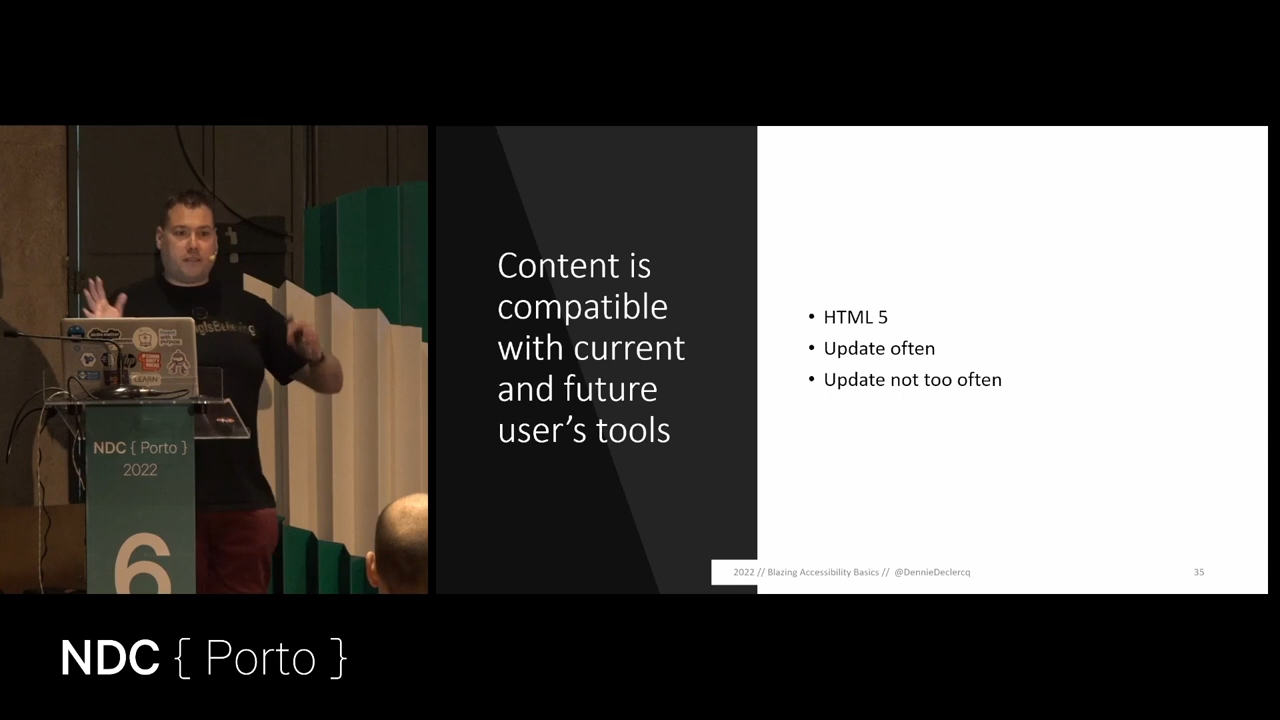 Content is
compatible
with current
and future
user's tools
• HTML 5
• Update often
• Update not too often
2022 // Blazing Accessibility Basics // @DennieDeclercq
35
NDC { Porto }
2022
6
LEARN
NDC { Porto }